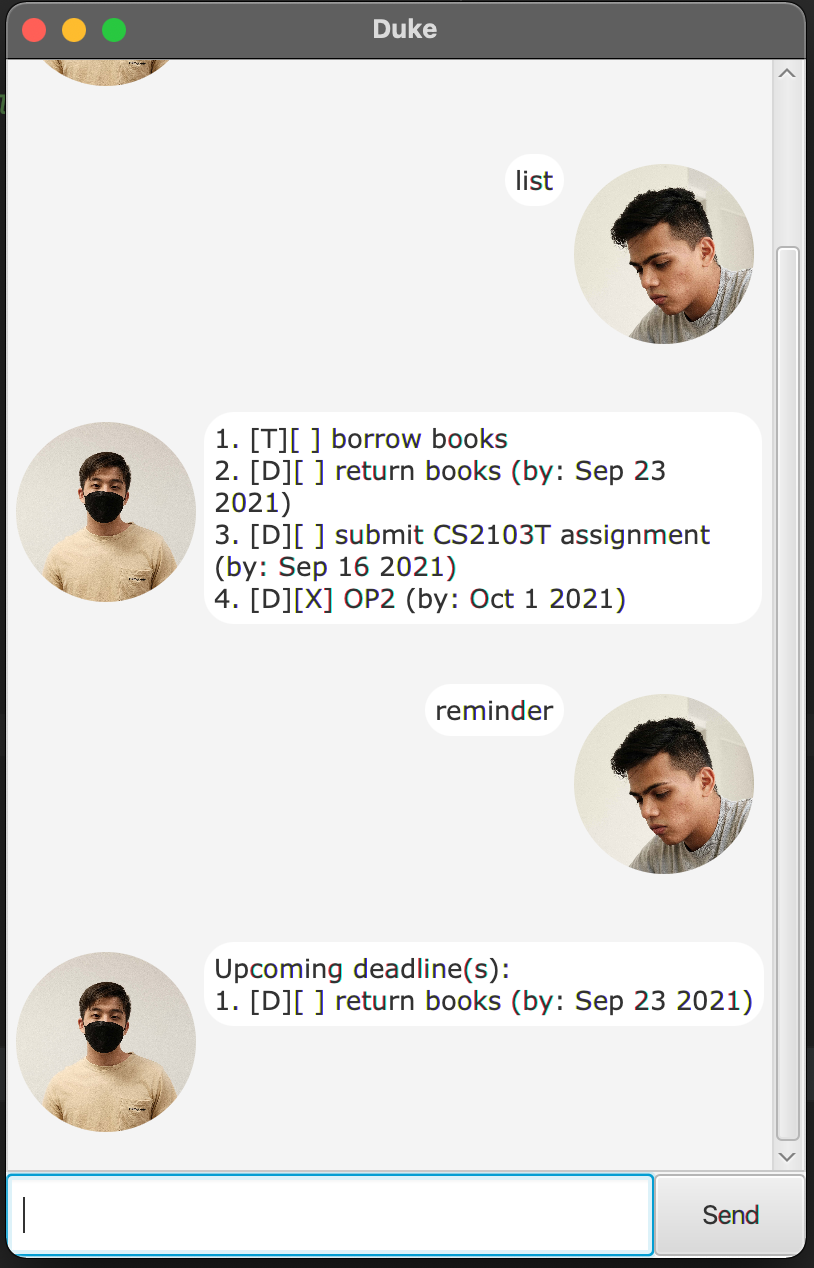 Duke
list
1. [T][ ] borrow books
2. [D][ ] return books (by: Sep 23
2021)
3. [D][ ] submit CS2103T assignment
(by: Sep 16 2021)
4. [D][X] OP2 (by: Oct 1 2021)
reminder
Upcoming deadline(s):
1. [D][ ] return books (by: Sep 23 2021)
Send